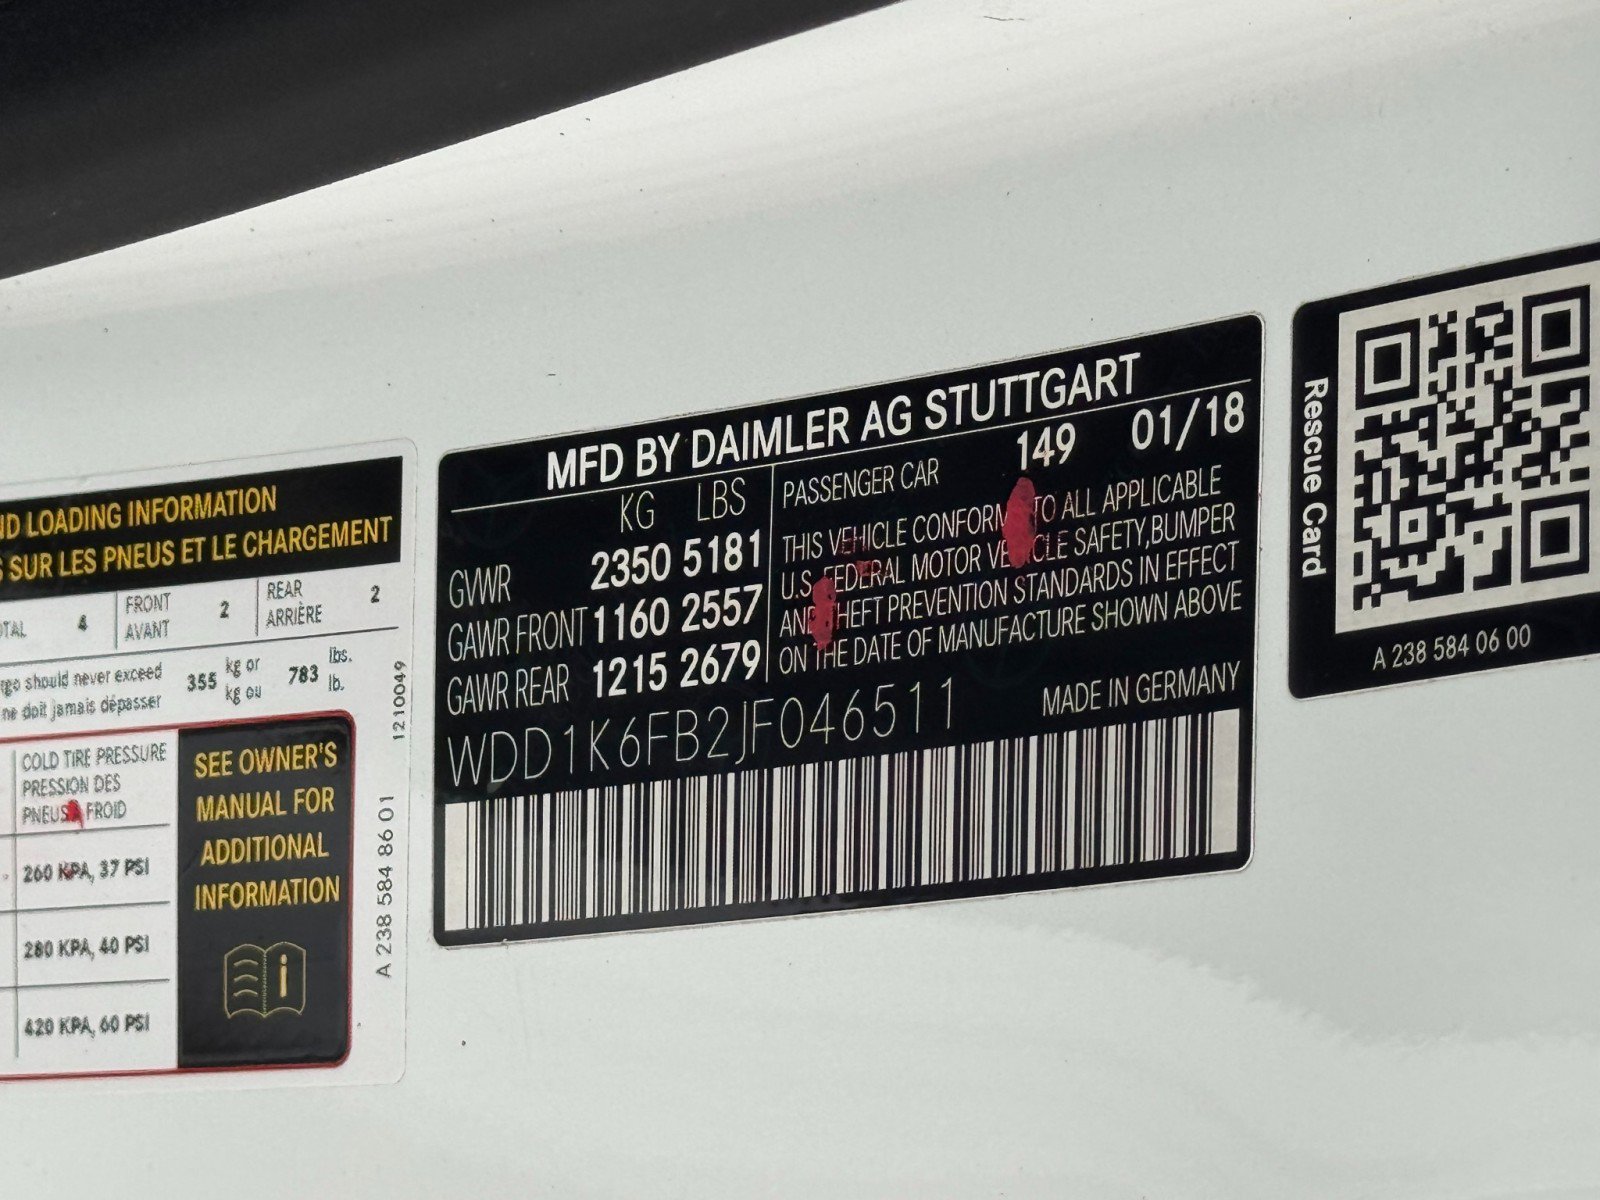 ND LOADING INFORMATION
SUR LES PNEUS ET LE CHARGEMENT
4
FRONT
AVANT
2
REAR
ARRIÈRE
2
should never exceed
ne doit jamais dépasser
355
kg or
kg ou
783
lbs.
lb.
1210049
COLD TIRE PRESSURE
PRESSION DES
PNEUS À FROID
260 KPA, 37 PSI
280 KPA, 40 PSI
420 KPA, 60 PSI
SEE OWNER'S
MANUAL FOR
ADDITIONAL
INFORMATION
A 238 584 86 01
MFD BY DAIMLER AG STUTTGART
KG LBS
GVWR 2350 5181
GAWR FRONT 1160 2557
GAWR REAR 1215 2679
PASSENGER CAR 149 01/18
THIS VEHICLE CONFORMS TO ALL APPLICABLE
U.S. FEDERAL MOTOR VEHICLE SAFETY, BUMPER
AND THEFT PREVENTION STANDARDS IN EFFECT
ON THE DATE OF MANUFACTURE SHOWN ABOVE
WDD1K6FB2JF046511
MADE IN GERMANY
Rescue Card
A 238 584 06 00